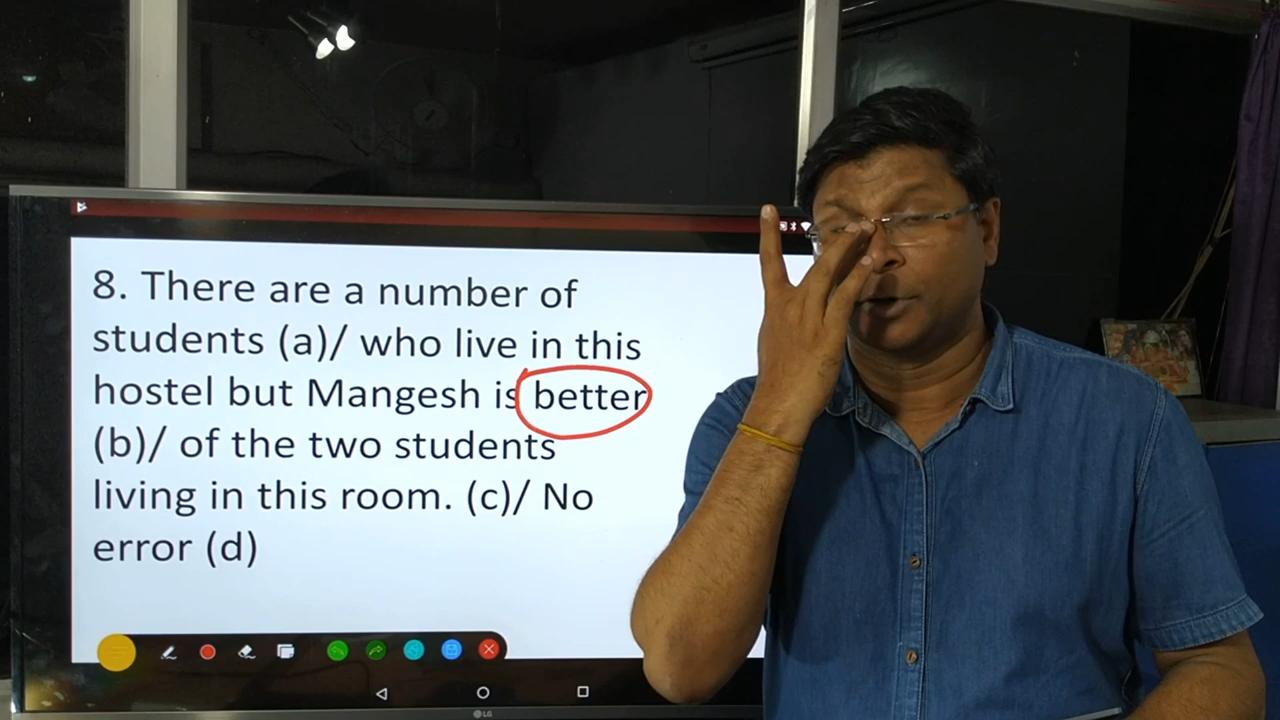 8. There are a number of
students (a)/ who live in this
hostel but Mangesh is better
(b)/ of the two students
living in this room. (c)/ No
error (d)
LG